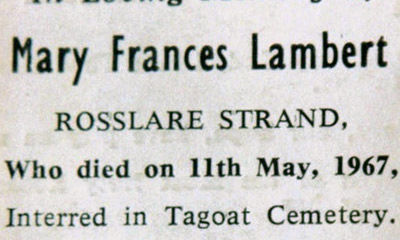 Mary Frances Lambert
ROSSLARE STRAND,
Who died on 11th May, 1967,
Interred in Tagoat Cemetery.